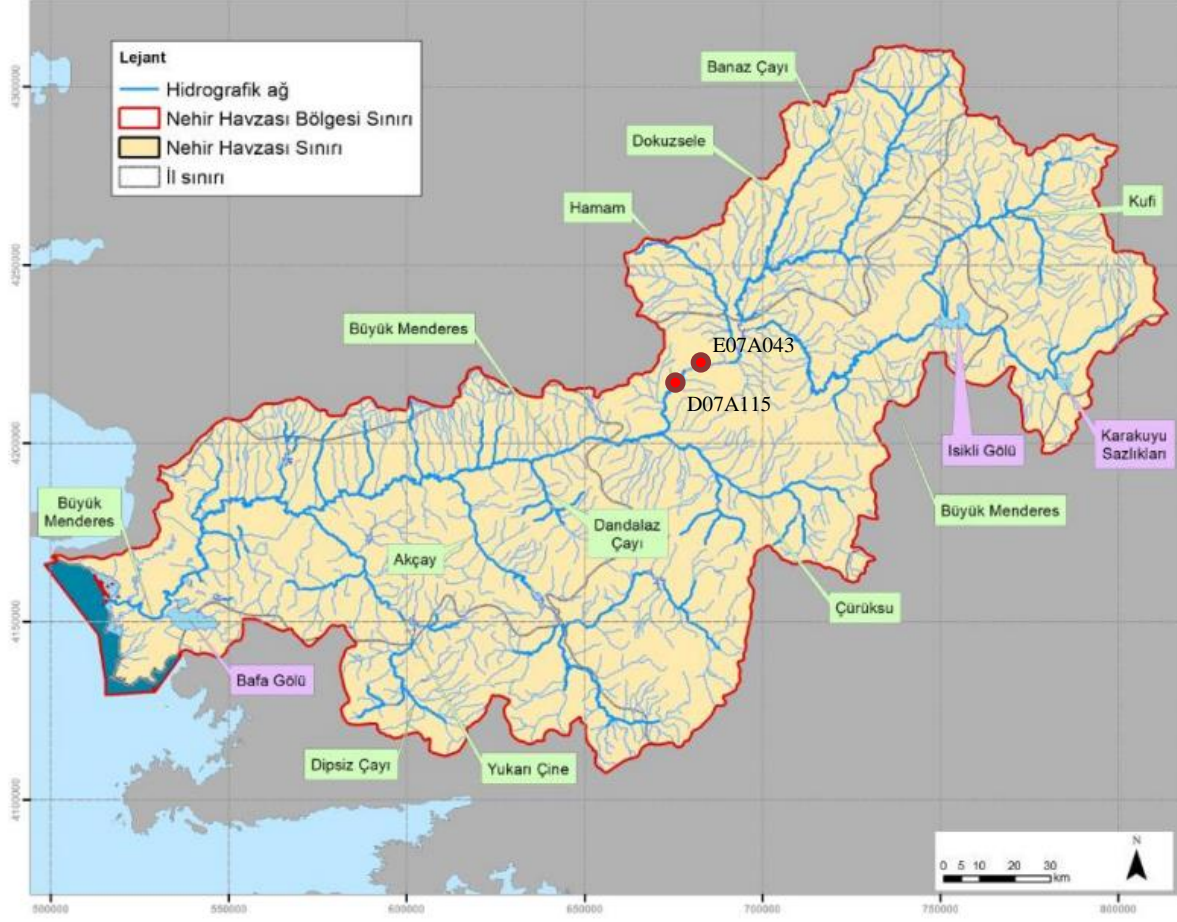 Lejant
Hidrografik ağ
Nehir Havzası Bölgesi Sınırı
Nehir Havzası Sınırı
İl sınırı
Banaz Çayı
Dokuzsele
Hamam
Kufi
Büyük Menderes
E07A043
D07A115
Isikli Gölü
Karakuyu
Sazlıkları
Büyük Menderes
Büyük
Menderes
Dandalaz
Çayı
Akçay
Çürüksu
Bafa Gölü
Dipsiz Çayı
Yukarı Çine
4300000
4250000
4200000
4150000
4100000
N
0 5 10 20 30
km
500000 550000 600000 650000 700000 750000 800000